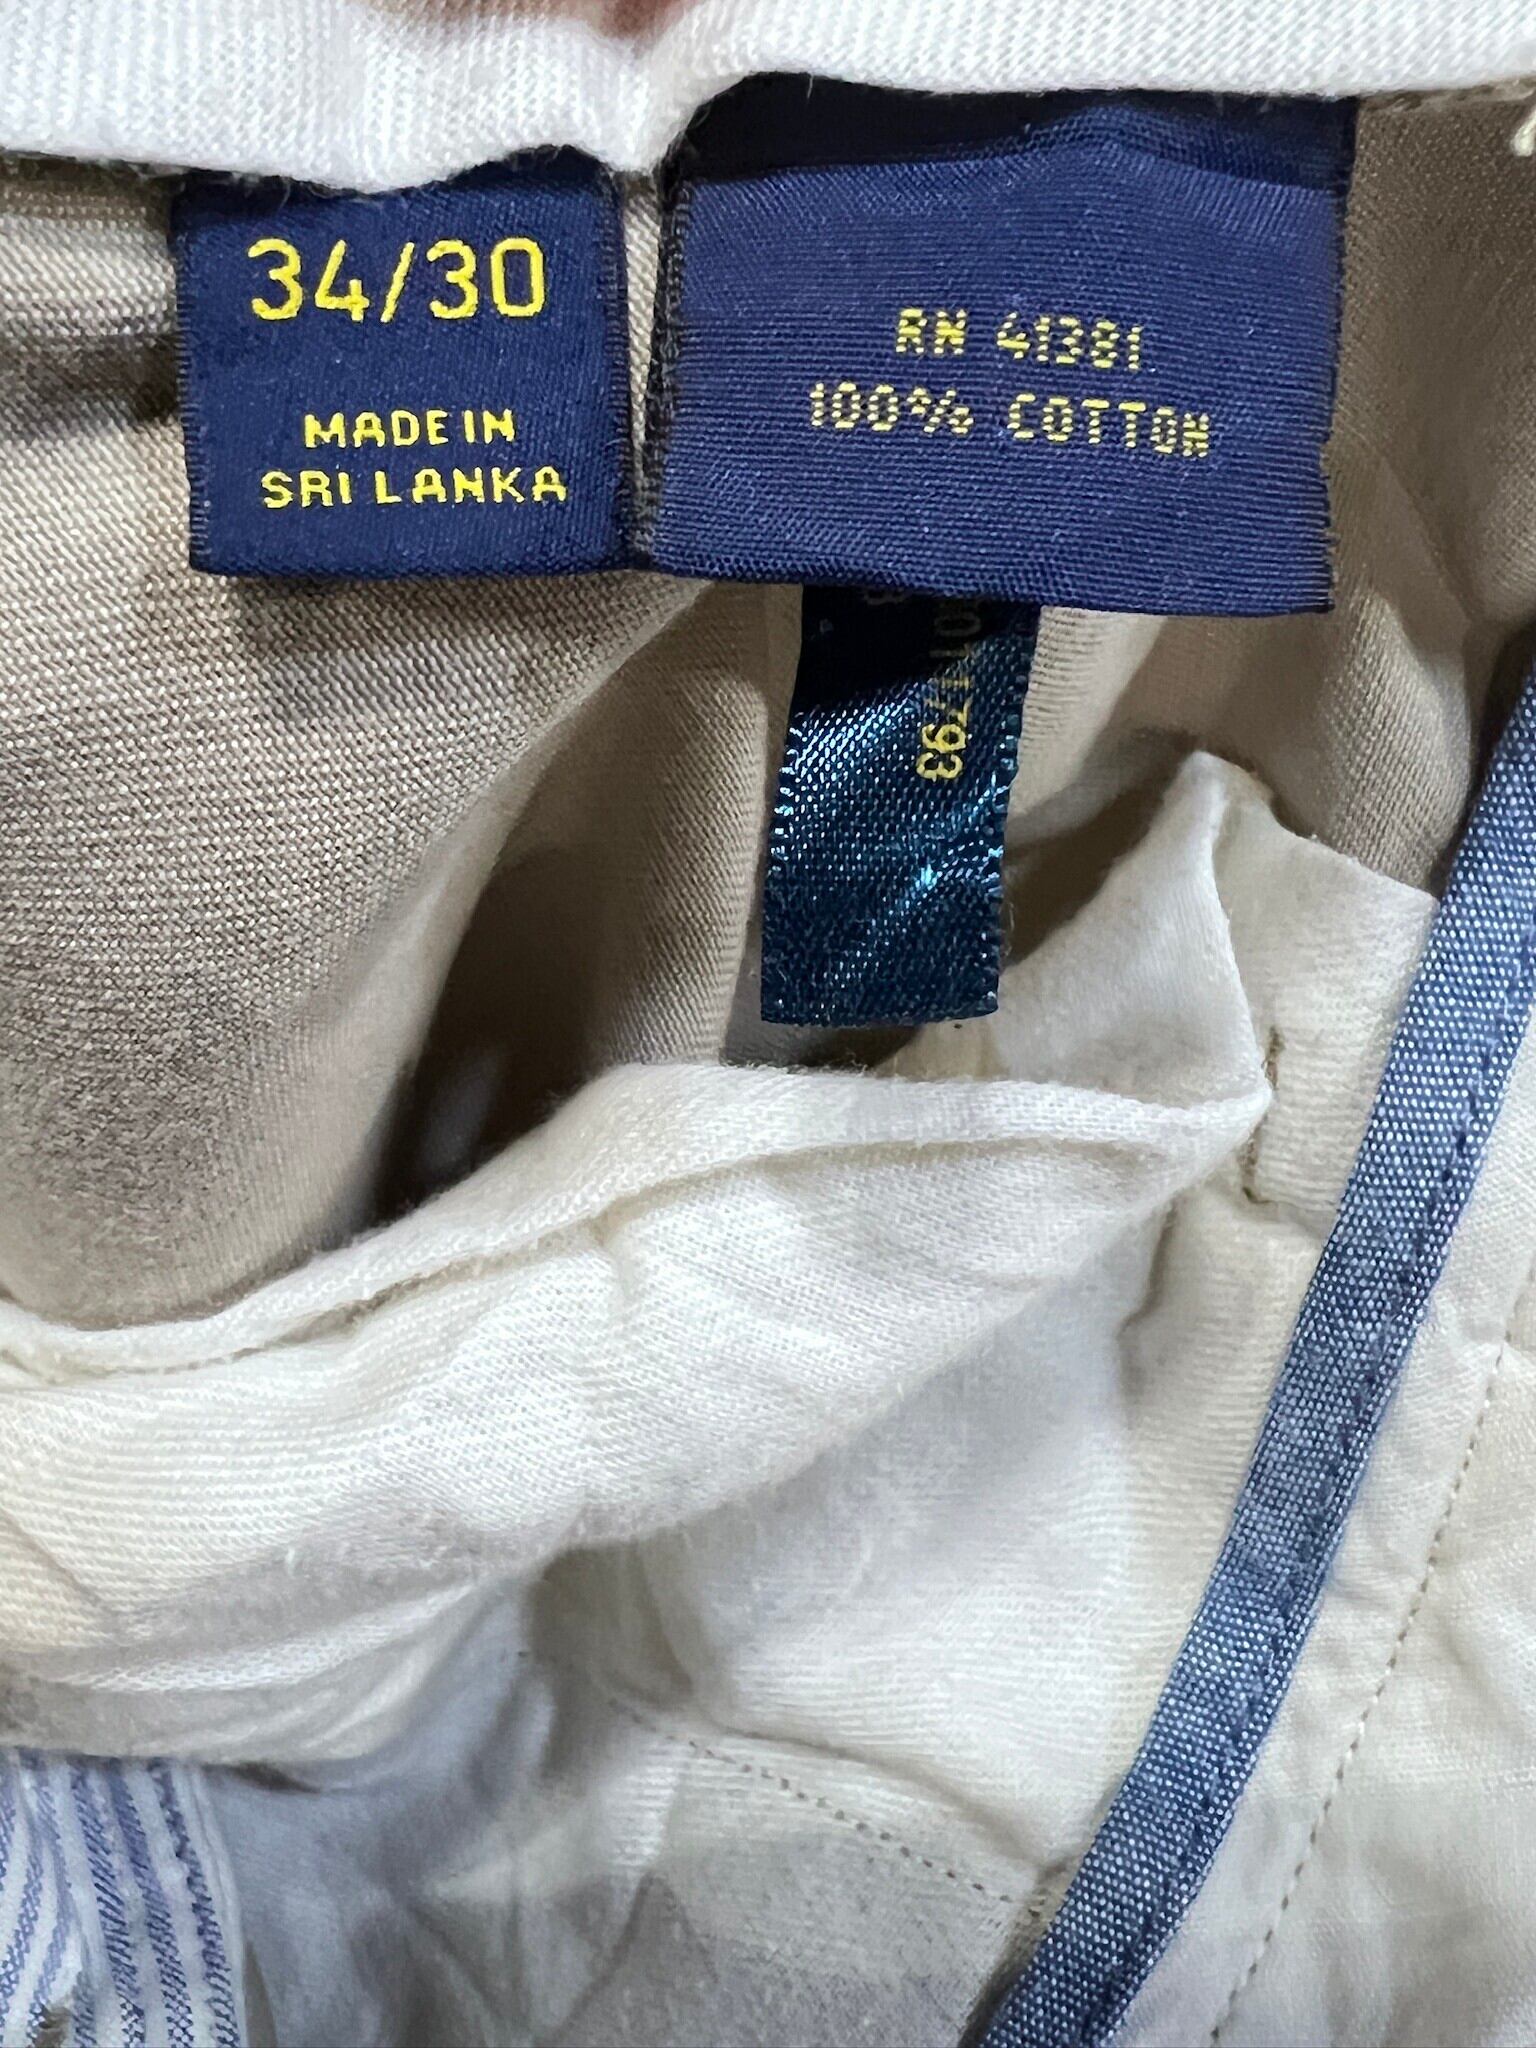 34/30
MADE IN
SRI LANKA
RN 41381
100% COTTON